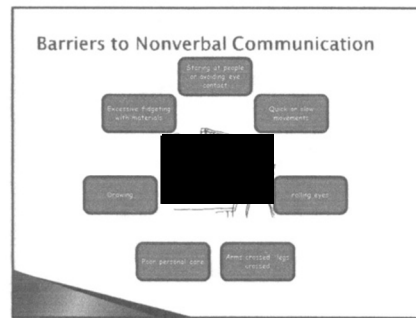 Barriers to Nonverbal Communication
Staring at people
or avoiding eye
contact
Excessive fidgeting
with materials
Quick or slow
movements
rolling eyes
Poor personal care
Arms crossed legs
crossed